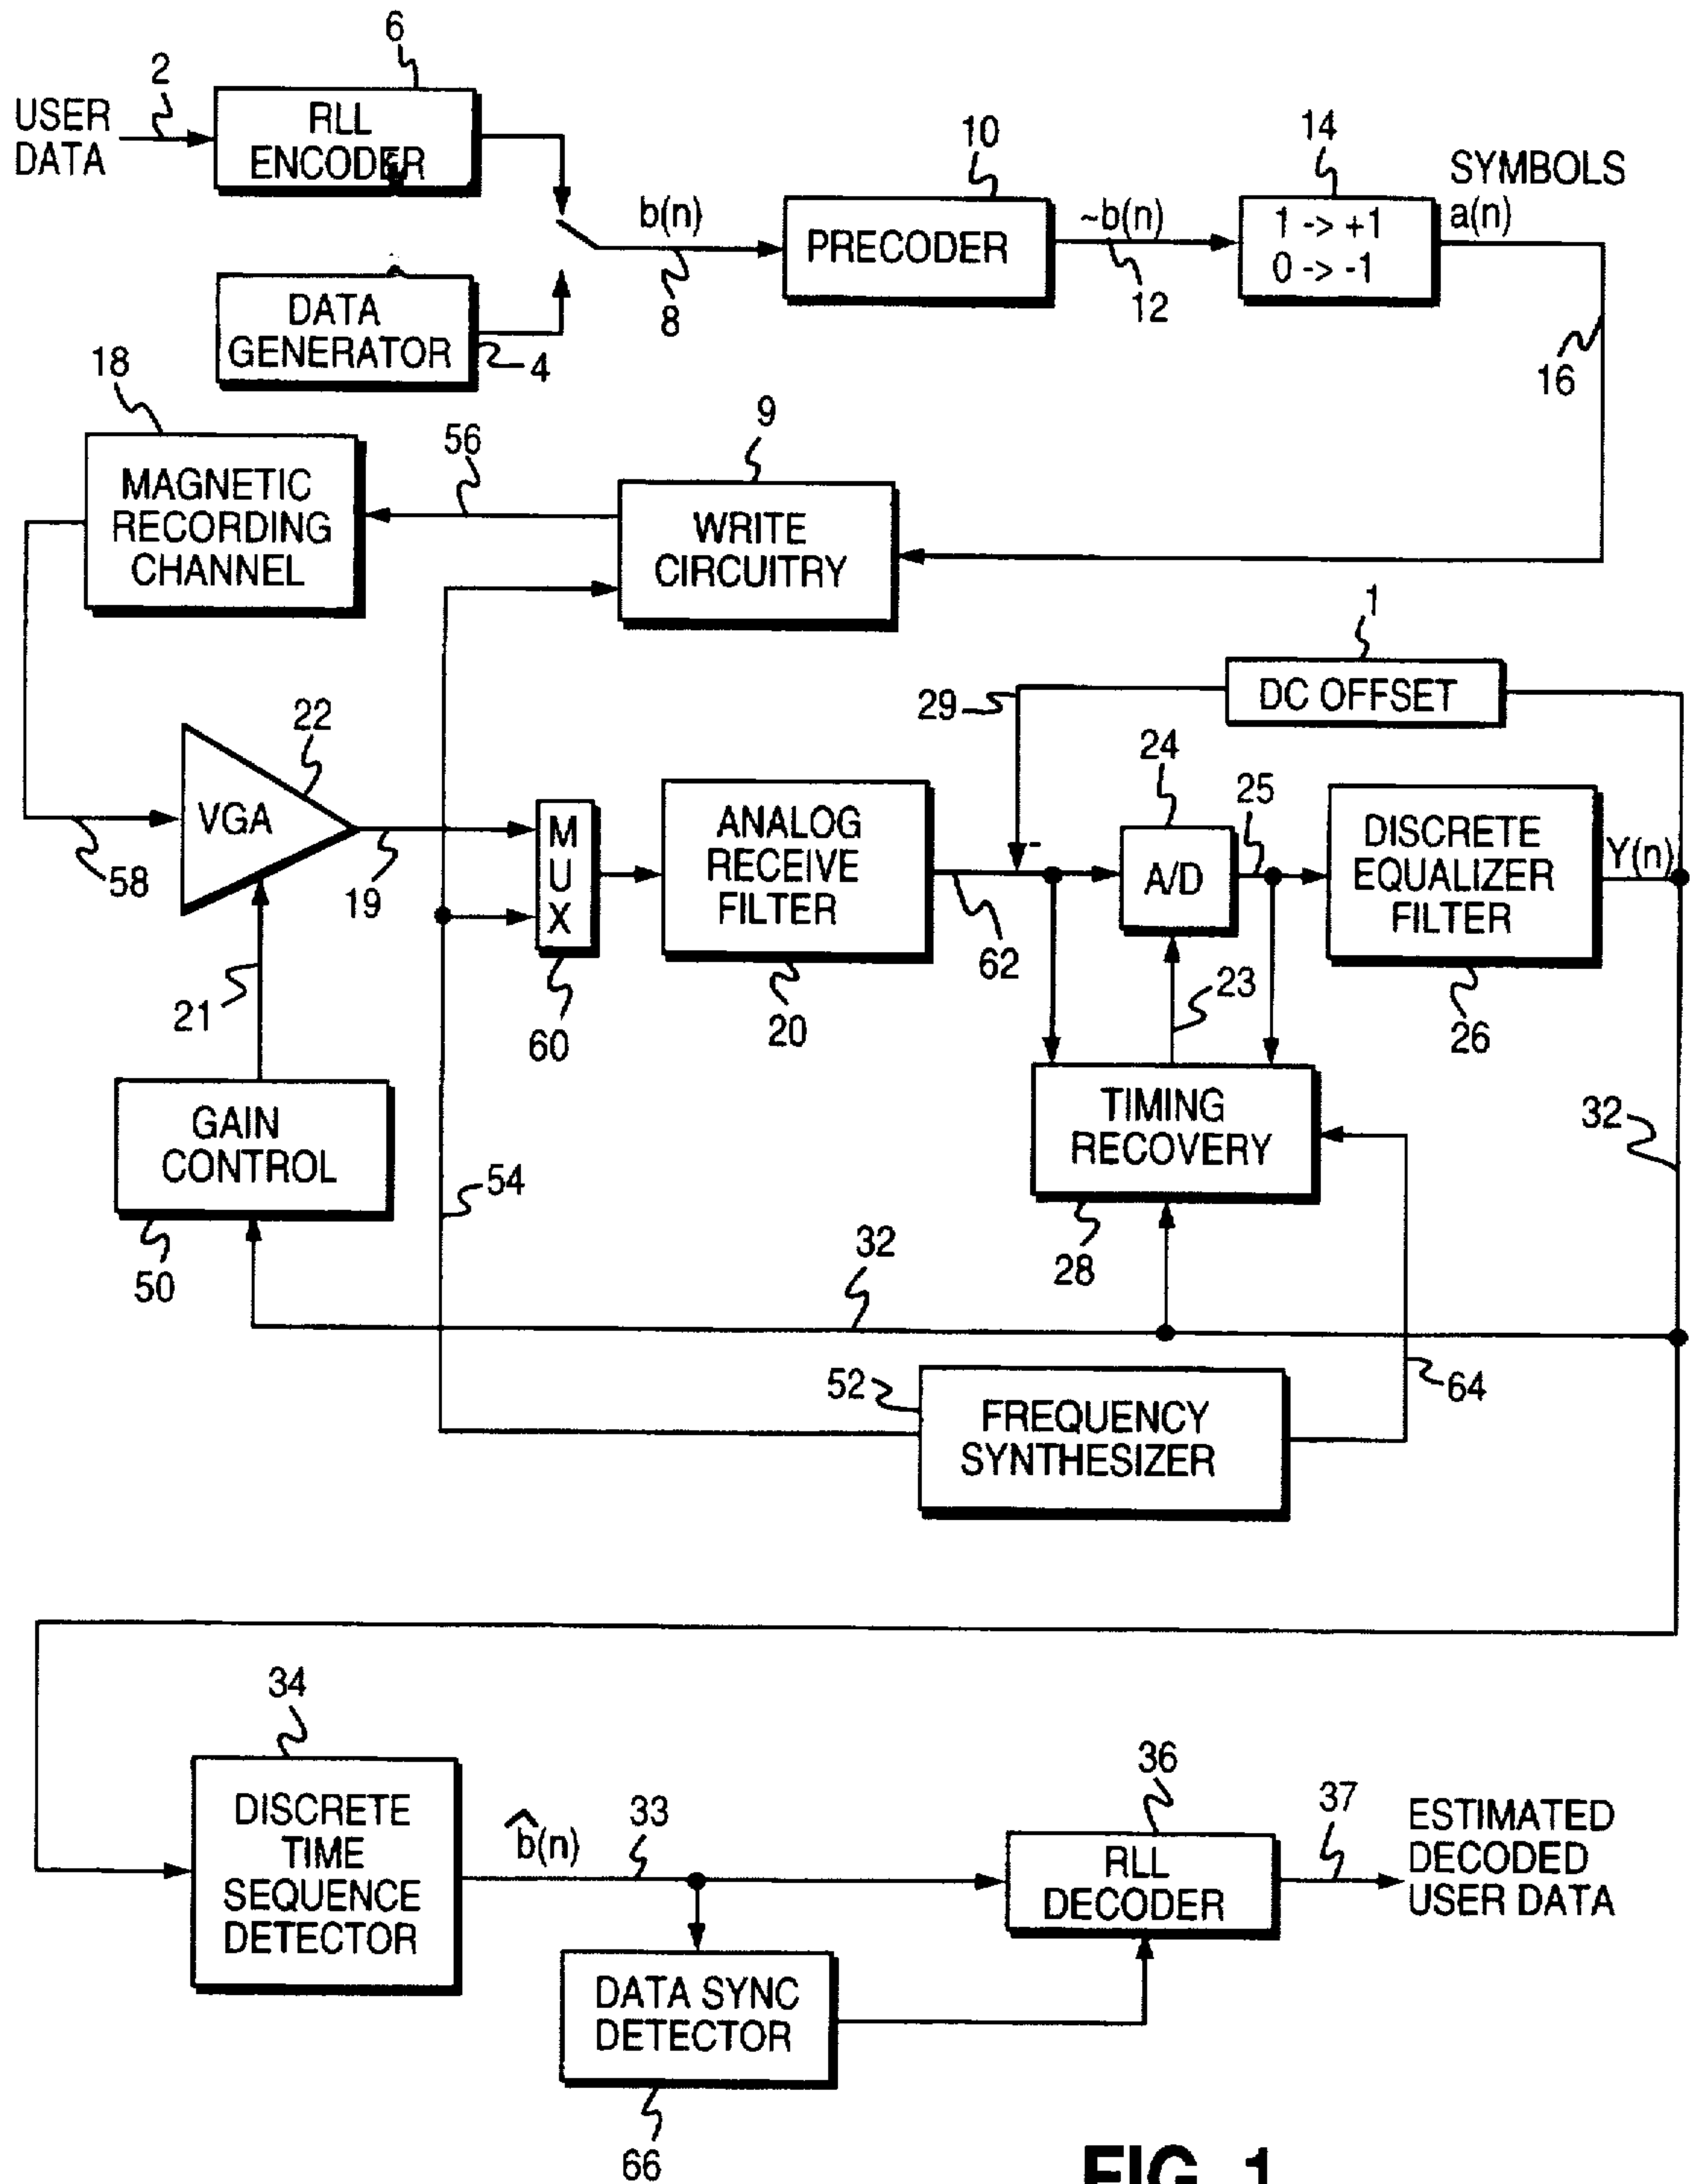 6
2
USER
DATA
RLL
ENCODER
10
14
SYMBOLS
b(n)
PRECODER
~b(n)
1 -> +1
0 -> -1
a(n)
8
12
16
DATA
GENERATOR
4
18
MAGNETIC
RECORDING
CHANNEL
56
9
WRITE
CIRCUITRY
1
DC OFFSET
29
22
VGA
58
19
21
M
U
X
60
ANALOG
RECEIVE
FILTER
20
62
-
24
A/D
25
23
DISCRETE
EQUALIZER
FILTER
26
Y(n)
GAIN
CONTROL
50
54
TIMING
RECOVERY
28
32
32
52
FREQUENCY
SYNTHESIZER
64
34
DISCRETE
TIME
SEQUENCE
DETECTOR
b̂(n)
33
36
RLL
DECODER
37
ESTIMATED
DECODED
USER DATA
DATA SYNC
DETECTOR
66
FIG. 1